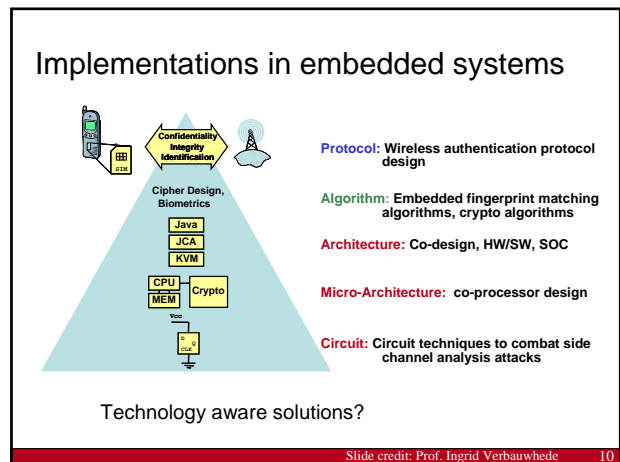 Implementations in embedded systems
Confidentiality
Integrity
Identification
SIM
Cipher Design,
Biometrics
Java
JCA
KVM
CPU
MEM
Crypto
Vcc
D
Q
CLK
Protocol: Wireless authentication protocol
design
Algorithm: Embedded fingerprint matching
algorithms, crypto algorithms
Architecture: Co-design, HW/SW, SOC
Micro-Architecture: co-processor design
Circuit: Circuit techniques to combat side
channel analysis attacks
Technology aware solutions?
Slide credit: Prof. Ingrid Verbauwhede 10